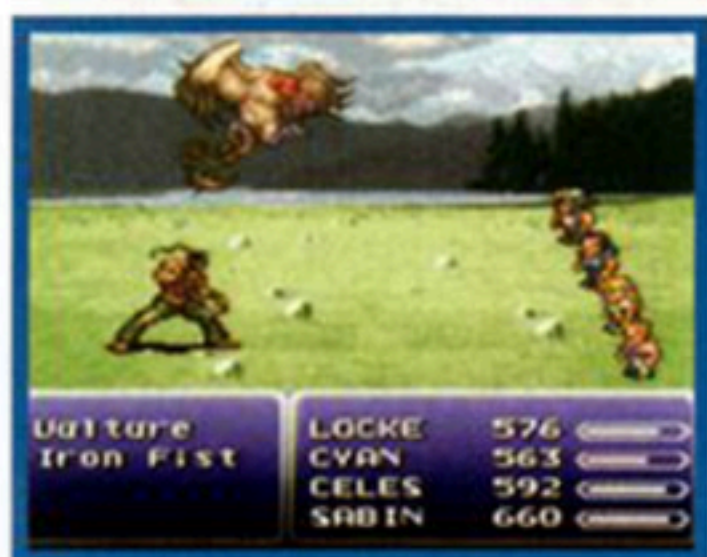 Vulture
Iron Fist
LOCKE 576
CYAN 563
CELES 592
SABIN 660